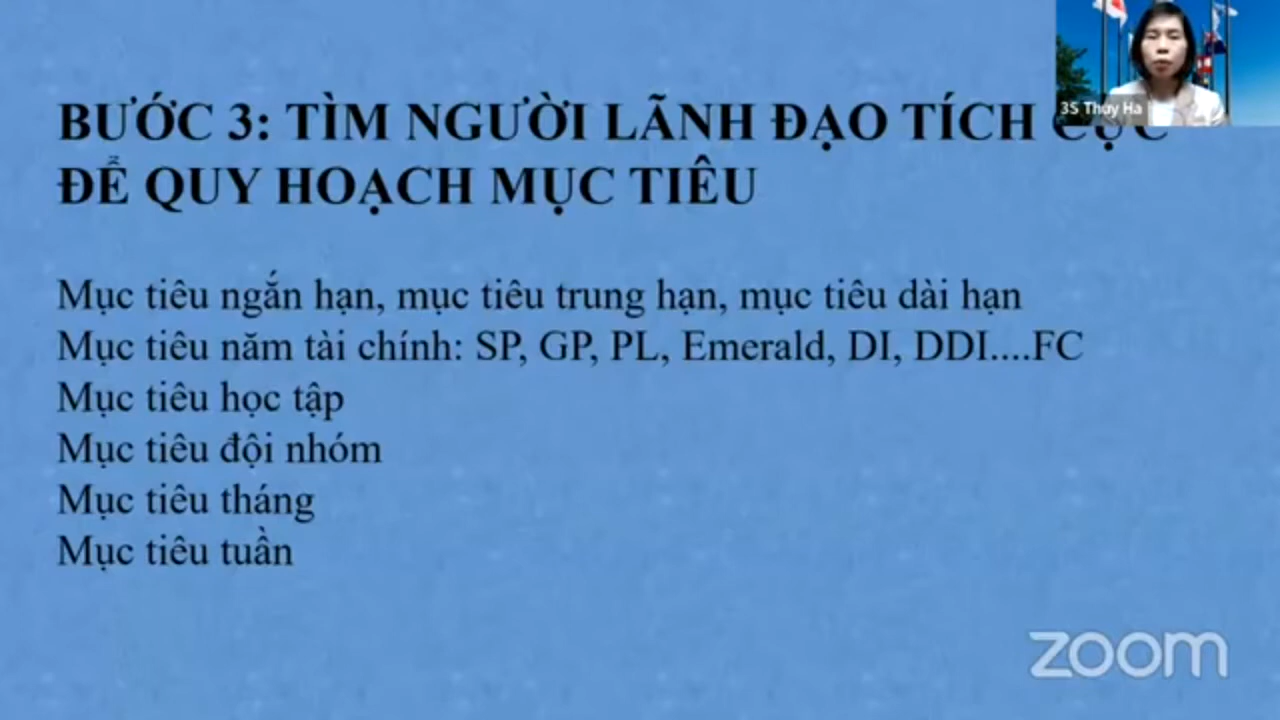 3S Thuy Ha
BƯỚC 3: TÌM NGƯỜI LÃNH ĐẠO TÍCH CỰC
ĐỂ QUY HOẠCH MỤC TIÊU
Mục tiêu ngắn hạn, mục tiêu trung hạn, mục tiêu dài hạn
Mục tiêu năm tài chính: SP, GP, PL, Emerald, DI, DDI....FC
Mục tiêu học tập
Mục tiêu đội nhóm
Mục tiêu tháng
Mục tiêu tuần
zoom